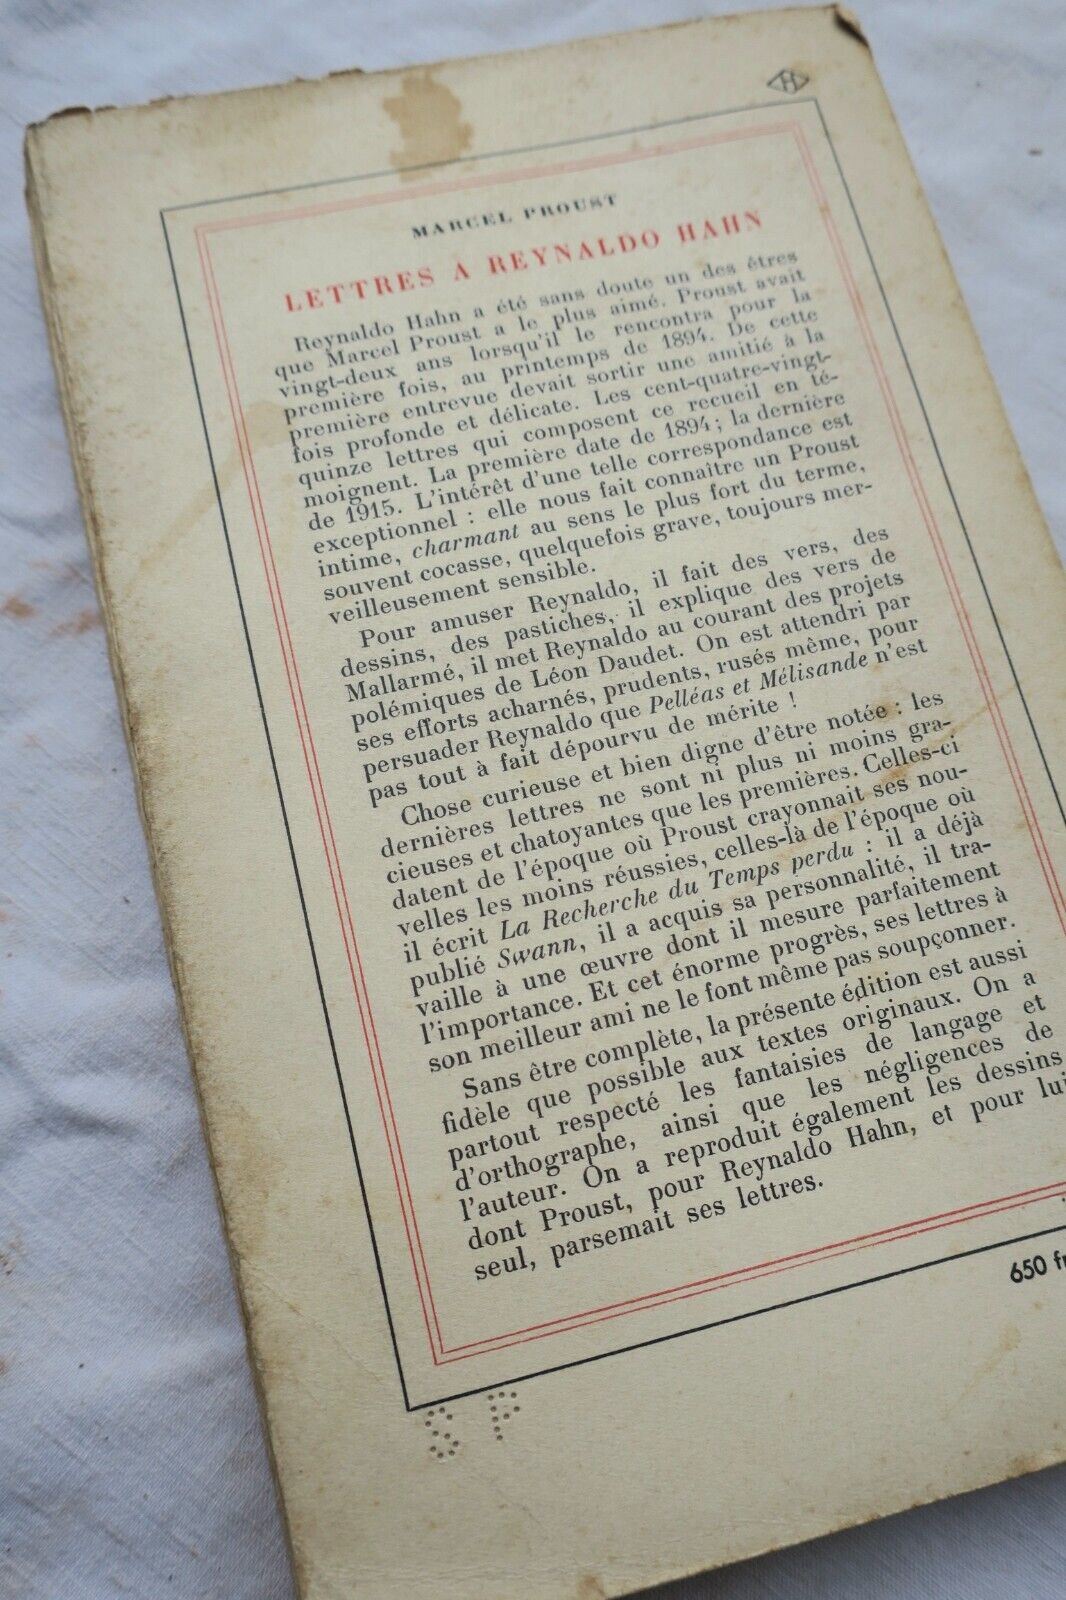 H
MARCEL PROUST
LETTRES A REYNALDO HAHN
Reynaldo Hahn a été sans doute un des êtres
que Marcel Proust a le plus aimé. Proust avait
vingt-deux ans lorsqu'il le rencontra pour la
première fois, au printemps de 1894. De cette
première entrevue devait sortir une amitié à la
fois profonde et délicate. Les cent-quatre-vingt-
quinze lettres qui composent ce recueil en té-
moignent. La première date de 1894 ; la dernière
de 1915. L'intérêt d'une telle correspondance est
exceptionnel : elle nous fait connaître un Proust
intime, charmant au sens le plus fort du terme,
souvent cocasse, quelquefois grave, toujours mer-
veilleusement sensible.
Pour amuser Reynaldo, il fait des vers, des
dessins, des pastiches, il explique des vers de
Mallarmé, il met Reynaldo au courant des projets
polémiques de Léon Daudet. On est attendri par
ses efforts acharnés, prudents, rusés même, pour
persuader Reynaldo que Pelléas et Mélisande n'est
pas tout à fait dépourvu de mérite !
Chose curieuse et bien digne d'être notée : les
dernières lettres ne sont ni plus ni moins gra-
cieuses et chatoyantes que les premières. Celles-ci
datent de l'époque où Proust crayonnait ses nou-
velles les moins réussies, celles-là de l'époque où
il écrit La Recherche du Temps perdu : il a déjà
publié Swann, il a acquis sa personnalité, il tra-
vaille à une œuvre dont il mesure parfaitement
l'importance. Et cet énorme progrès, ses lettres à
son meilleur ami ne le font même pas soupçonner.
Sans être complète, la présente édition est aussi
fidèle que possible aux textes originaux. On a
partout respecté les fantaisies de langage et
d'orthographe, ainsi que les négligences de
l'auteur. On a reproduit également les dessins
dont Proust, pour Reynaldo Hahn, et pour lui
seul, parsemait ses lettres.
650 fr
S P